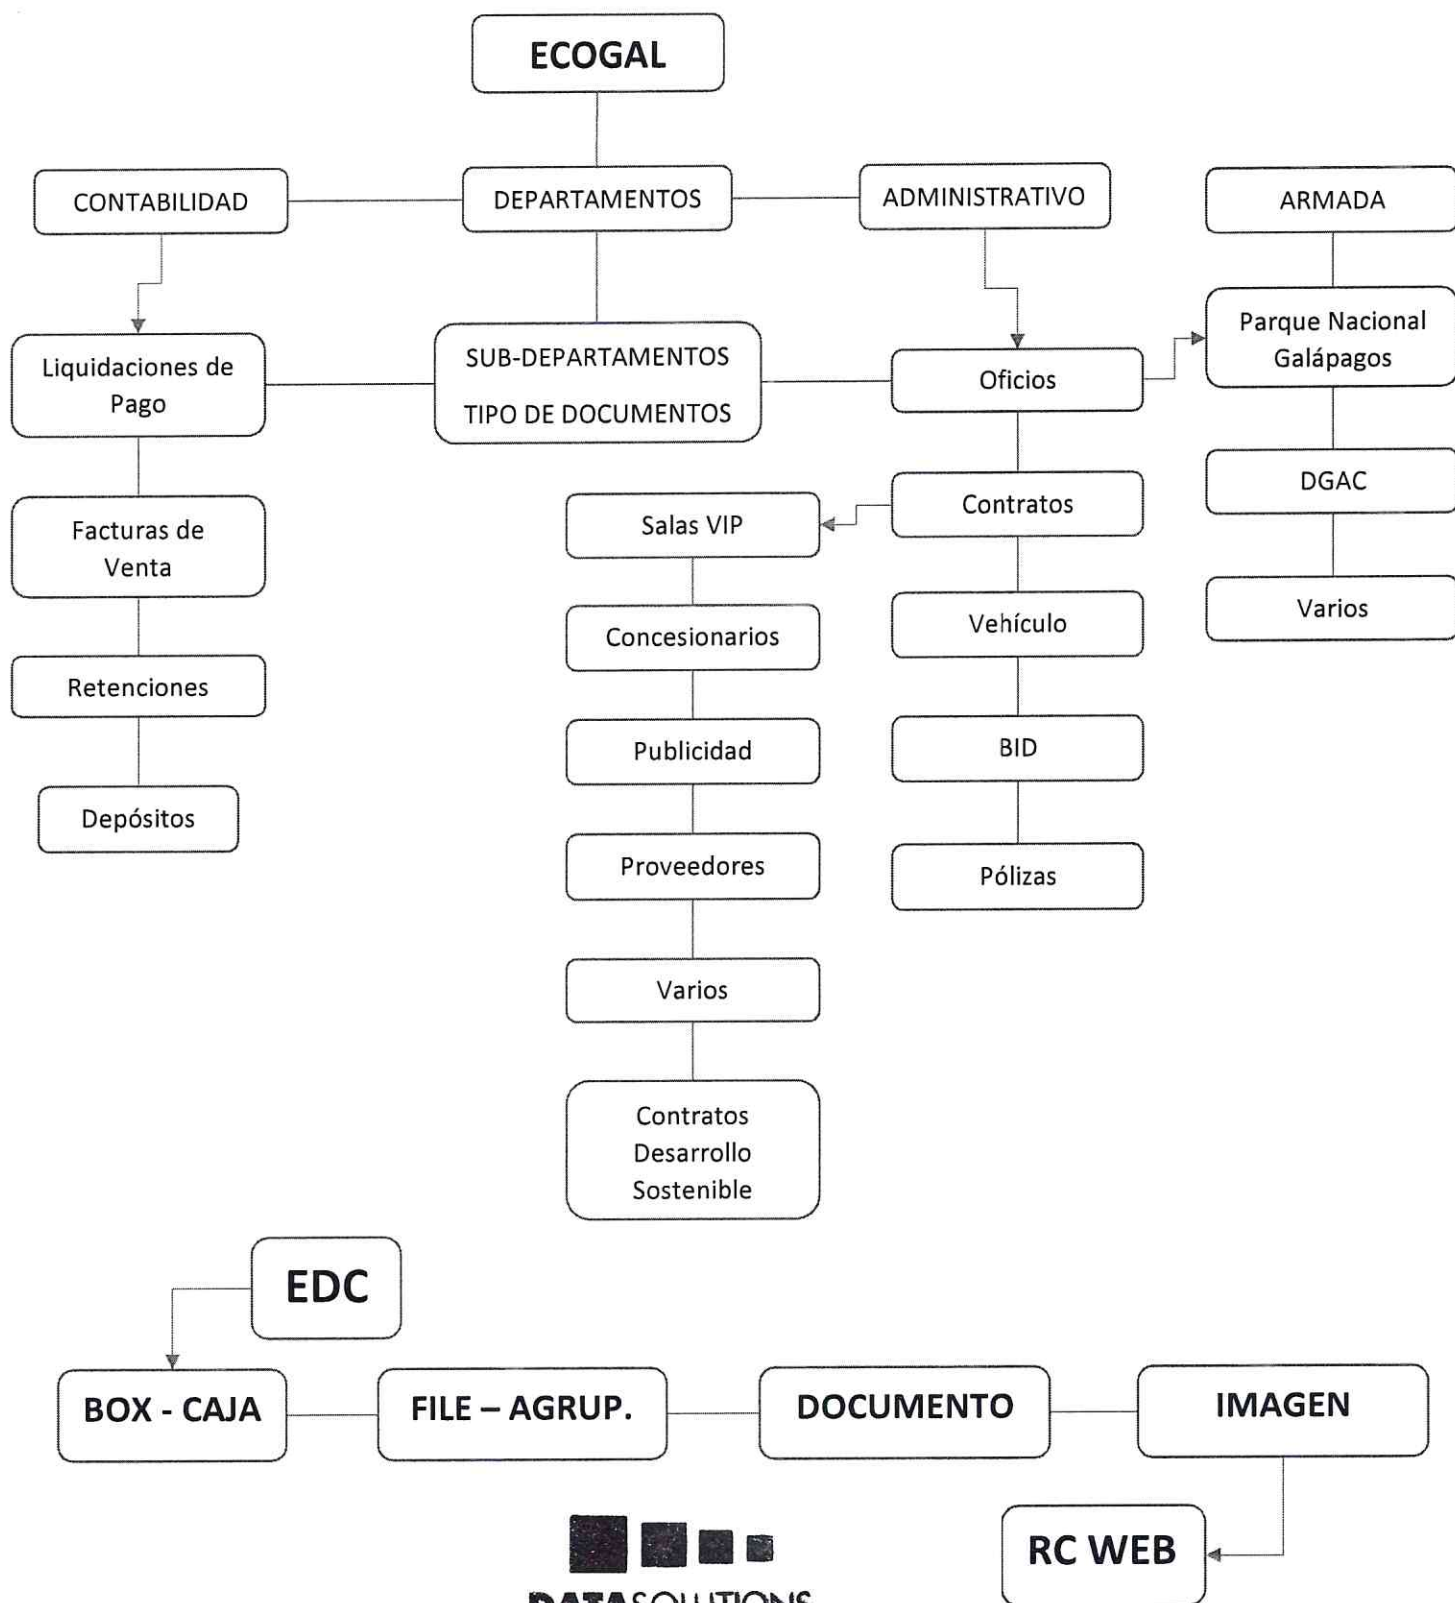 ECOGAL
CONTABILIDAD
DEPARTAMENTOS
ADMINISTRATIVO
ARMADA
Liquidaciones de
Pago
SUB-DEPARTAMENTOS
TIPO DE DOCUMENTOS
Oficios
Parque Nacional
Galápagos
Facturas de
Venta
Salas VIP
Contratos
DGAC
Concesionarios
Vehículo
Varios
Retenciones
Publicidad
BID
Depósitos
Proveedores
Pólizas
Varios
Contratos
Desarrollo
Sostenible
EDC
BOX - CAJA
FILE – AGRUP.
DOCUMENTO
IMAGEN
RC WEB
DATASOLUTIONS